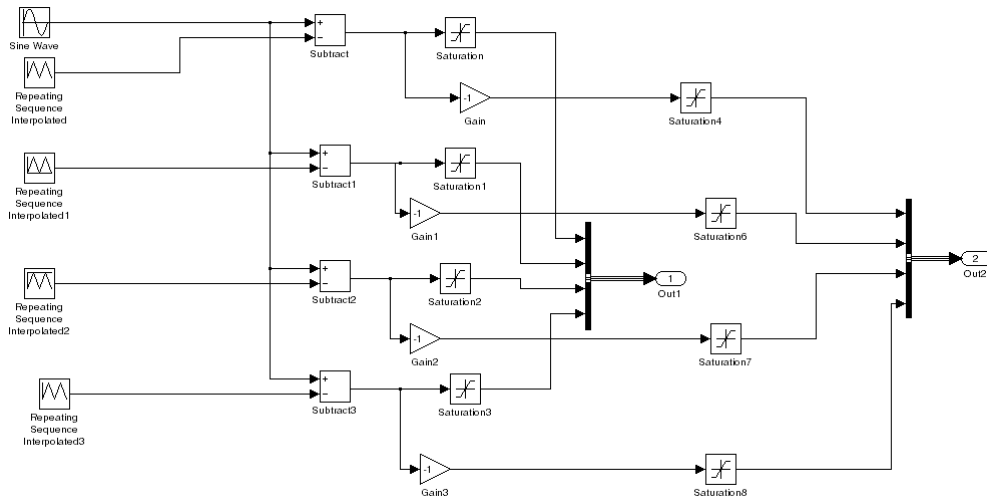 Sine Wave
Repeating
Sequence
Interpolated
+
−
Subtract
Saturation
-1
Gain
Saturation4
Repeating
Sequence
Interpolated1
+
−
Subtract1
Saturation1
-1
Gain1
Saturation6
Repeating
Sequence
Interpolated2
+
−
Subtract2
Saturation2
1
Out1
2
Out2
-1
Gain2
Saturation7
Repeating
Sequence
Interpolated3
+
−
Subtract3
Saturation3
-1
Gain3
Saturation8